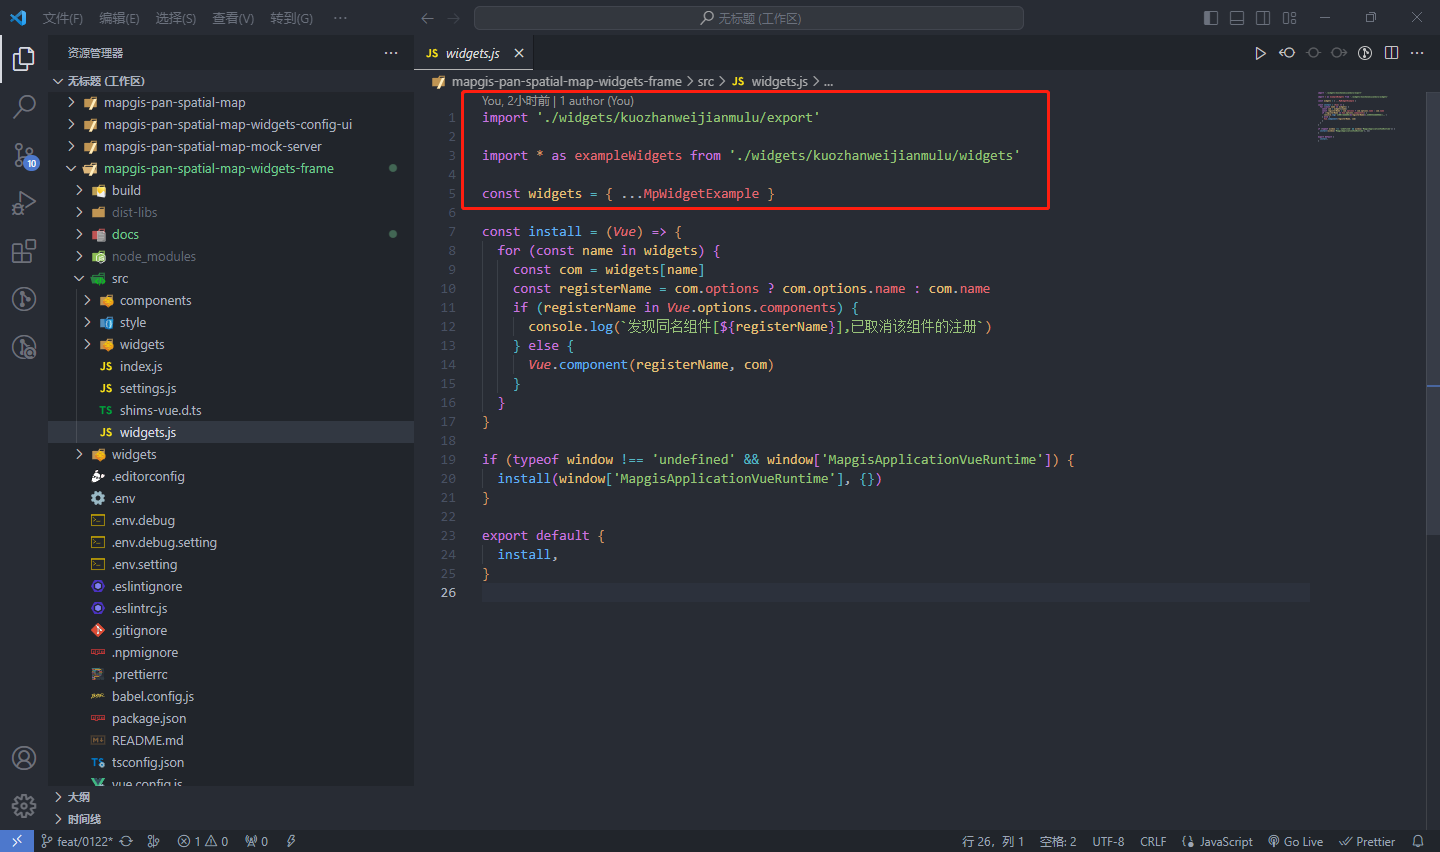 文件(F) 编辑(E) 选择(S) 查看(V) 转到(G) ··· 无标题 (工作区)
资源管理器 ···
无标题 (工作区)
mapgis-pan-spatial-map
mapgis-pan-spatial-map-widgets-config-ui
mapgis-pan-spatial-map-mock-server
mapgis-pan-spatial-map-widgets-frame
build
dist-libs
docs
node_modules
src
components
style
widgets
JS index.js
JS settings.js
TS shims-vue.d.ts
JS widgets.js
widgets
.editorconfig
.env
.env.debug
.env.debug.setting
.env.setting
.eslintignore
.eslintrc.js
.gitignore
.npmignore
.prettierrc
babel.config.js
package.json
README.md
tsconfig.json
vue.config.js
大纲
时间线
10
JS widgets.js
mapgis-pan-spatial-map-widgets-frame > src > JS widgets.js > ...
You, 2小时前 | 1 author (You)
1 import './widgets/kuozhanweijianmulu/export'
2
3 import * as exampleWidgets from './widgets/kuozhanweijianmulu/widgets'
4
5 const widgets = { ...MpWidgetExample }
6
7 const install = (Vue) => {
8 for (const name in widgets) {
9 const com = widgets[name]
10 const registerName = com.options ? com.options.name : com.name
11 if (registerName in Vue.options.components) {
12 console.log(`发现同名组件[${registerName}],已取消该组件的注册`)
13 } else {
14 Vue.component(registerName, com)
15 }
16 }
17 }
18
19 if (typeof window !== 'undefined' && window['MapgisApplicationVueRuntime']) {
20 install(window['MapgisApplicationVueRuntime'], {})
21 }
22
23 export default {
24 install,
25 }
26
feat/0122* 1 0 0 行 26，列 1 空格: 2 UTF-8 CRLF JavaScript Go Live Prettier